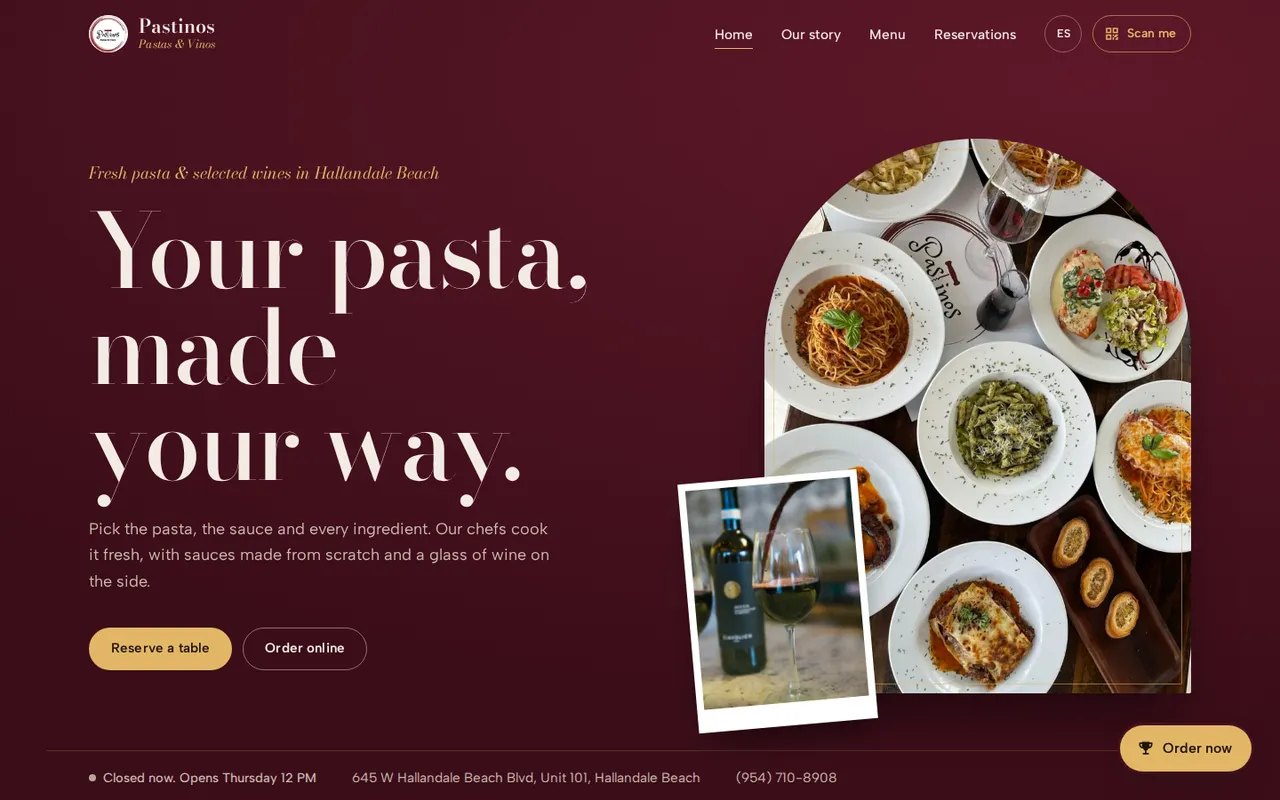 Pastinos
Pastas & Vinos
Home
Our story
Menu
Reservations
ES
Scan me
Fresh pasta & selected wines in Hallandale Beach
Your pasta,
made
your way.
Pick the pasta, the sauce and every ingredient. Our chefs cook
it fresh, with sauces made from scratch and a glass of wine on
the side.
Reserve a table
Order online
Pastinos
Closed now. Opens Thursday 12 PM
645 W Hallandale Beach Blvd, Unit 101, Hallandale Beach
(954) 710-8908
Order now